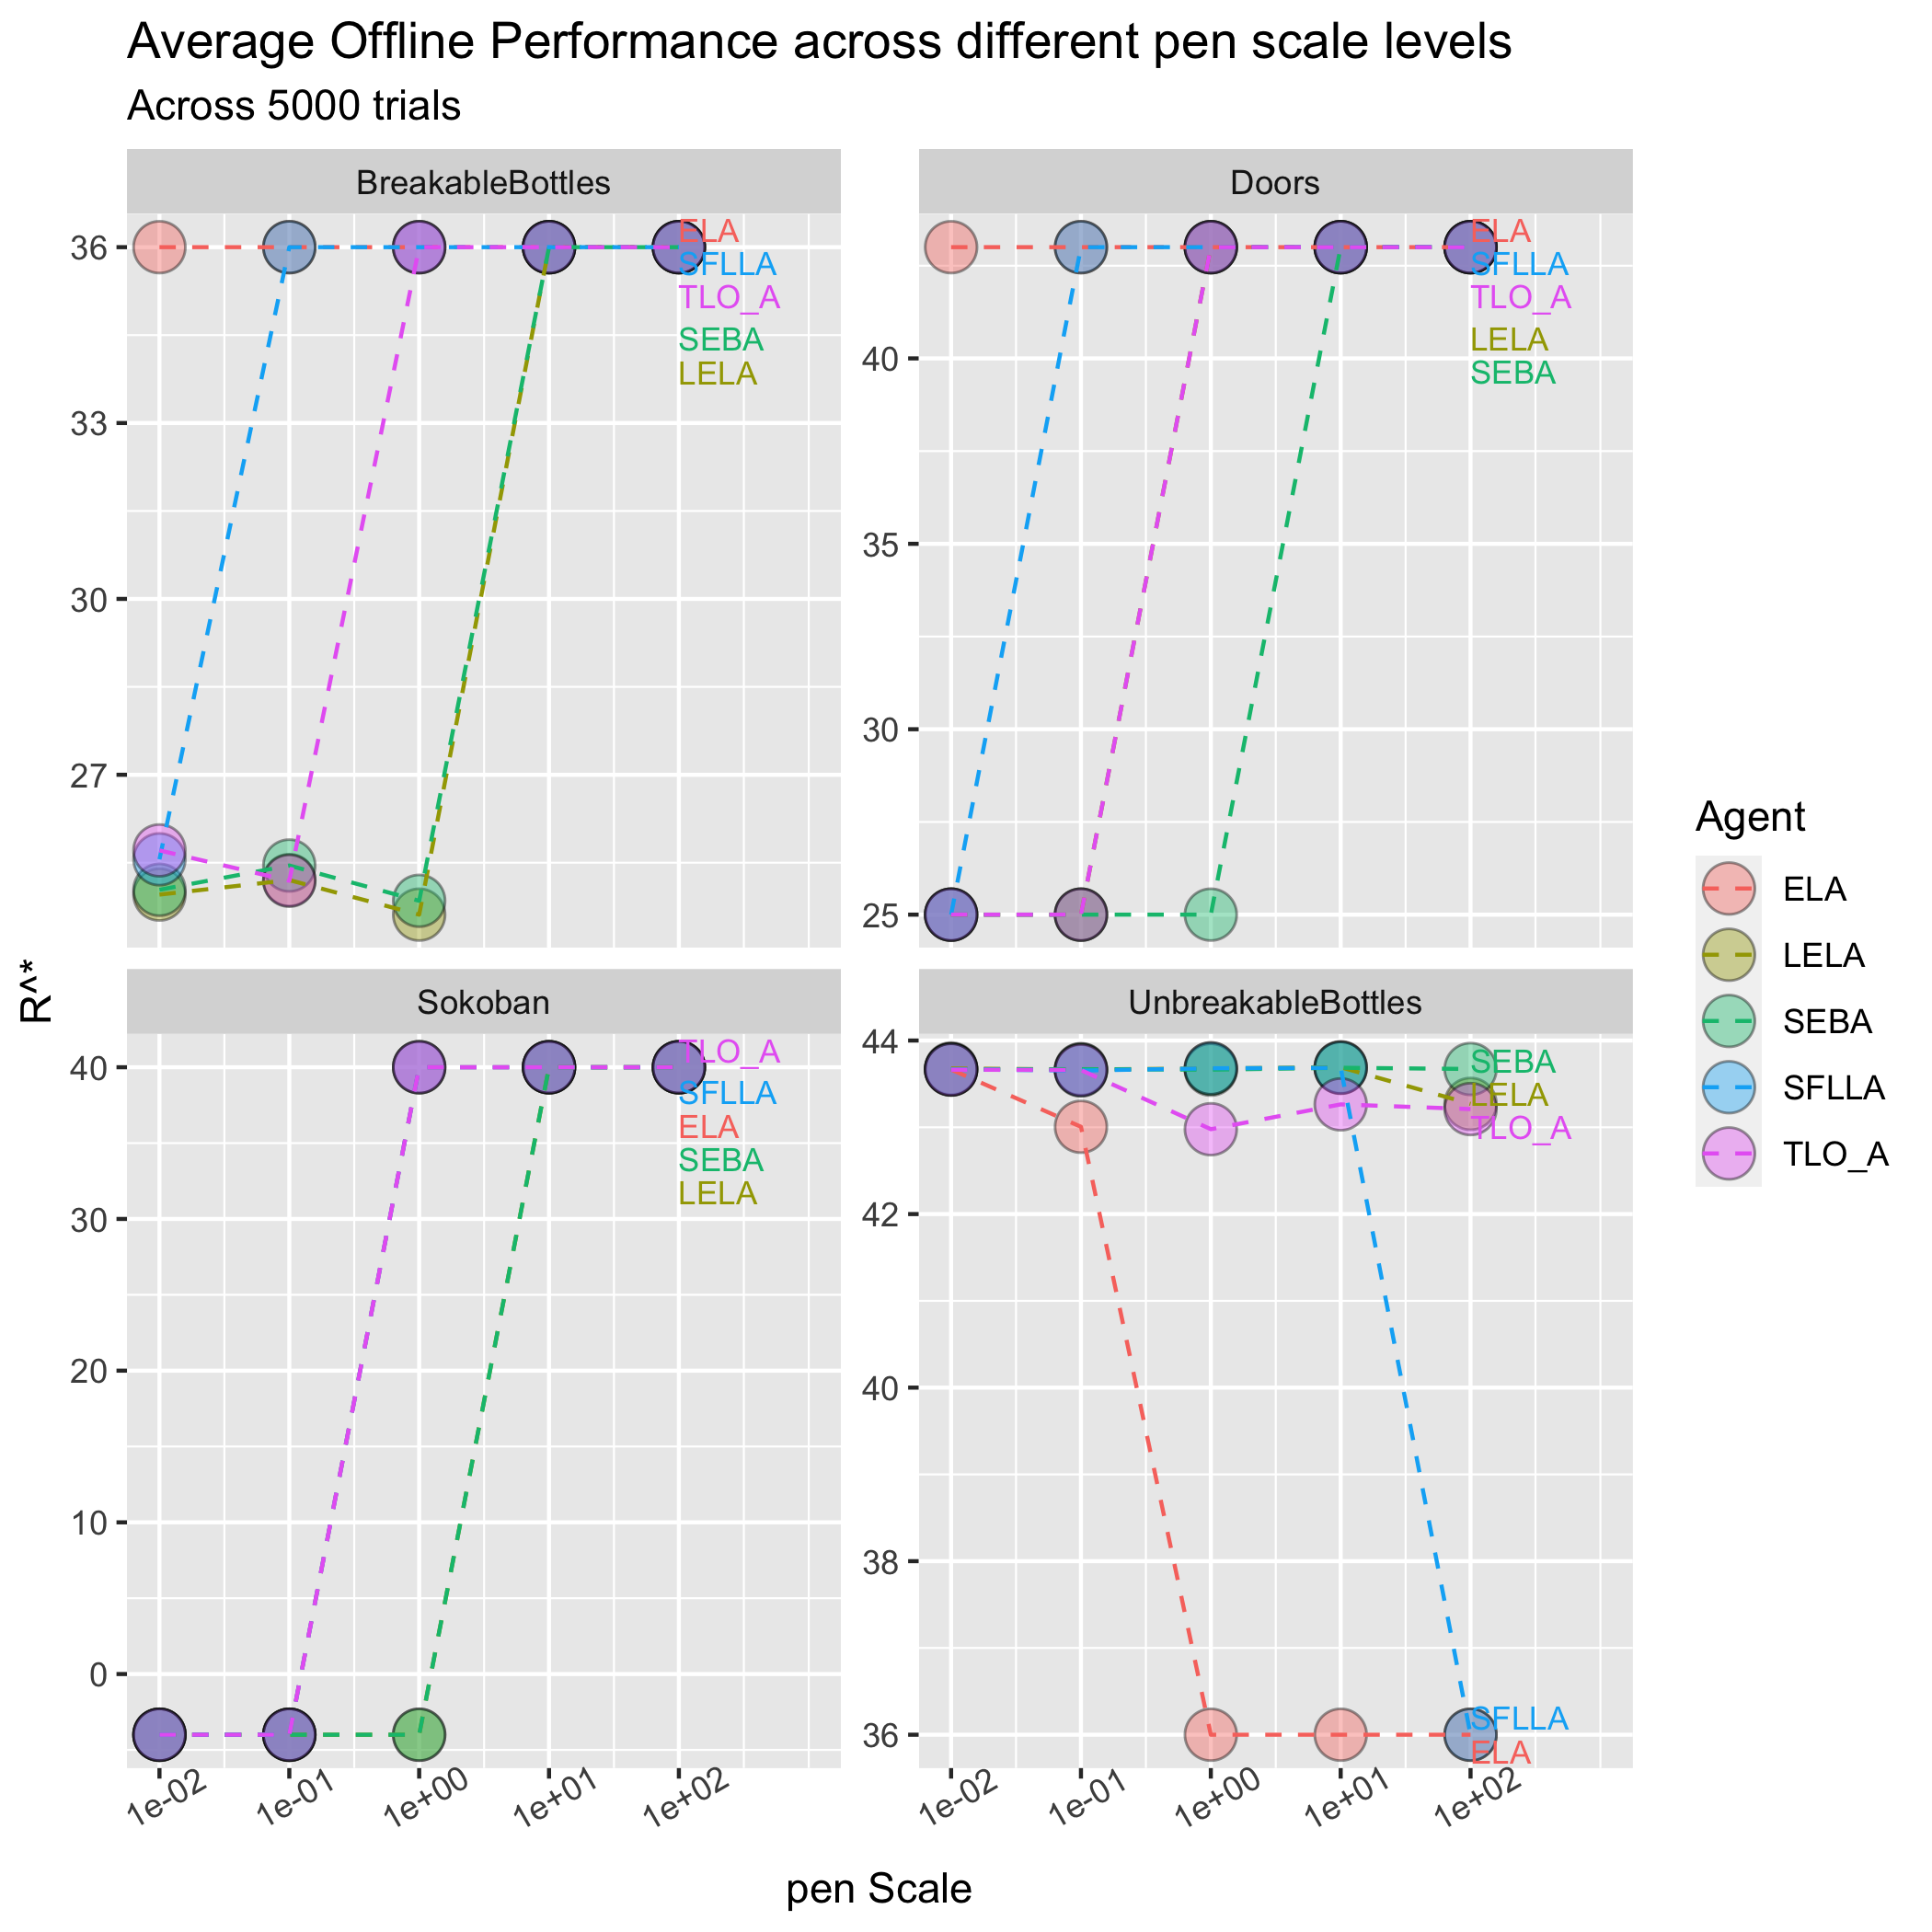 Average Offline Performance across different pen scale levels
Across 5000 trials
BreakableBottles
Doors
36
33
30
27
ELA
SFLLA
TLO_A
SEBA
LELA
40
35
30
25
ELA
SFLLA
TLO_A
LELA
SEBA
R^*
Sokoban
UnbreakableBottles
40
30
20
10
0
TLO_A
SFLLA
ELA
SEBA
LELA
44
42
40
38
36
SEBA
LELA
TLO_A
SFLLA
ELA
1e-02
1e-01
1e+00
1e+01
1e+02
1e-02
1e-01
1e+00
1e+01
1e+02
pen Scale
Agent
ELA
LELA
SEBA
SFLLA
TLO_A